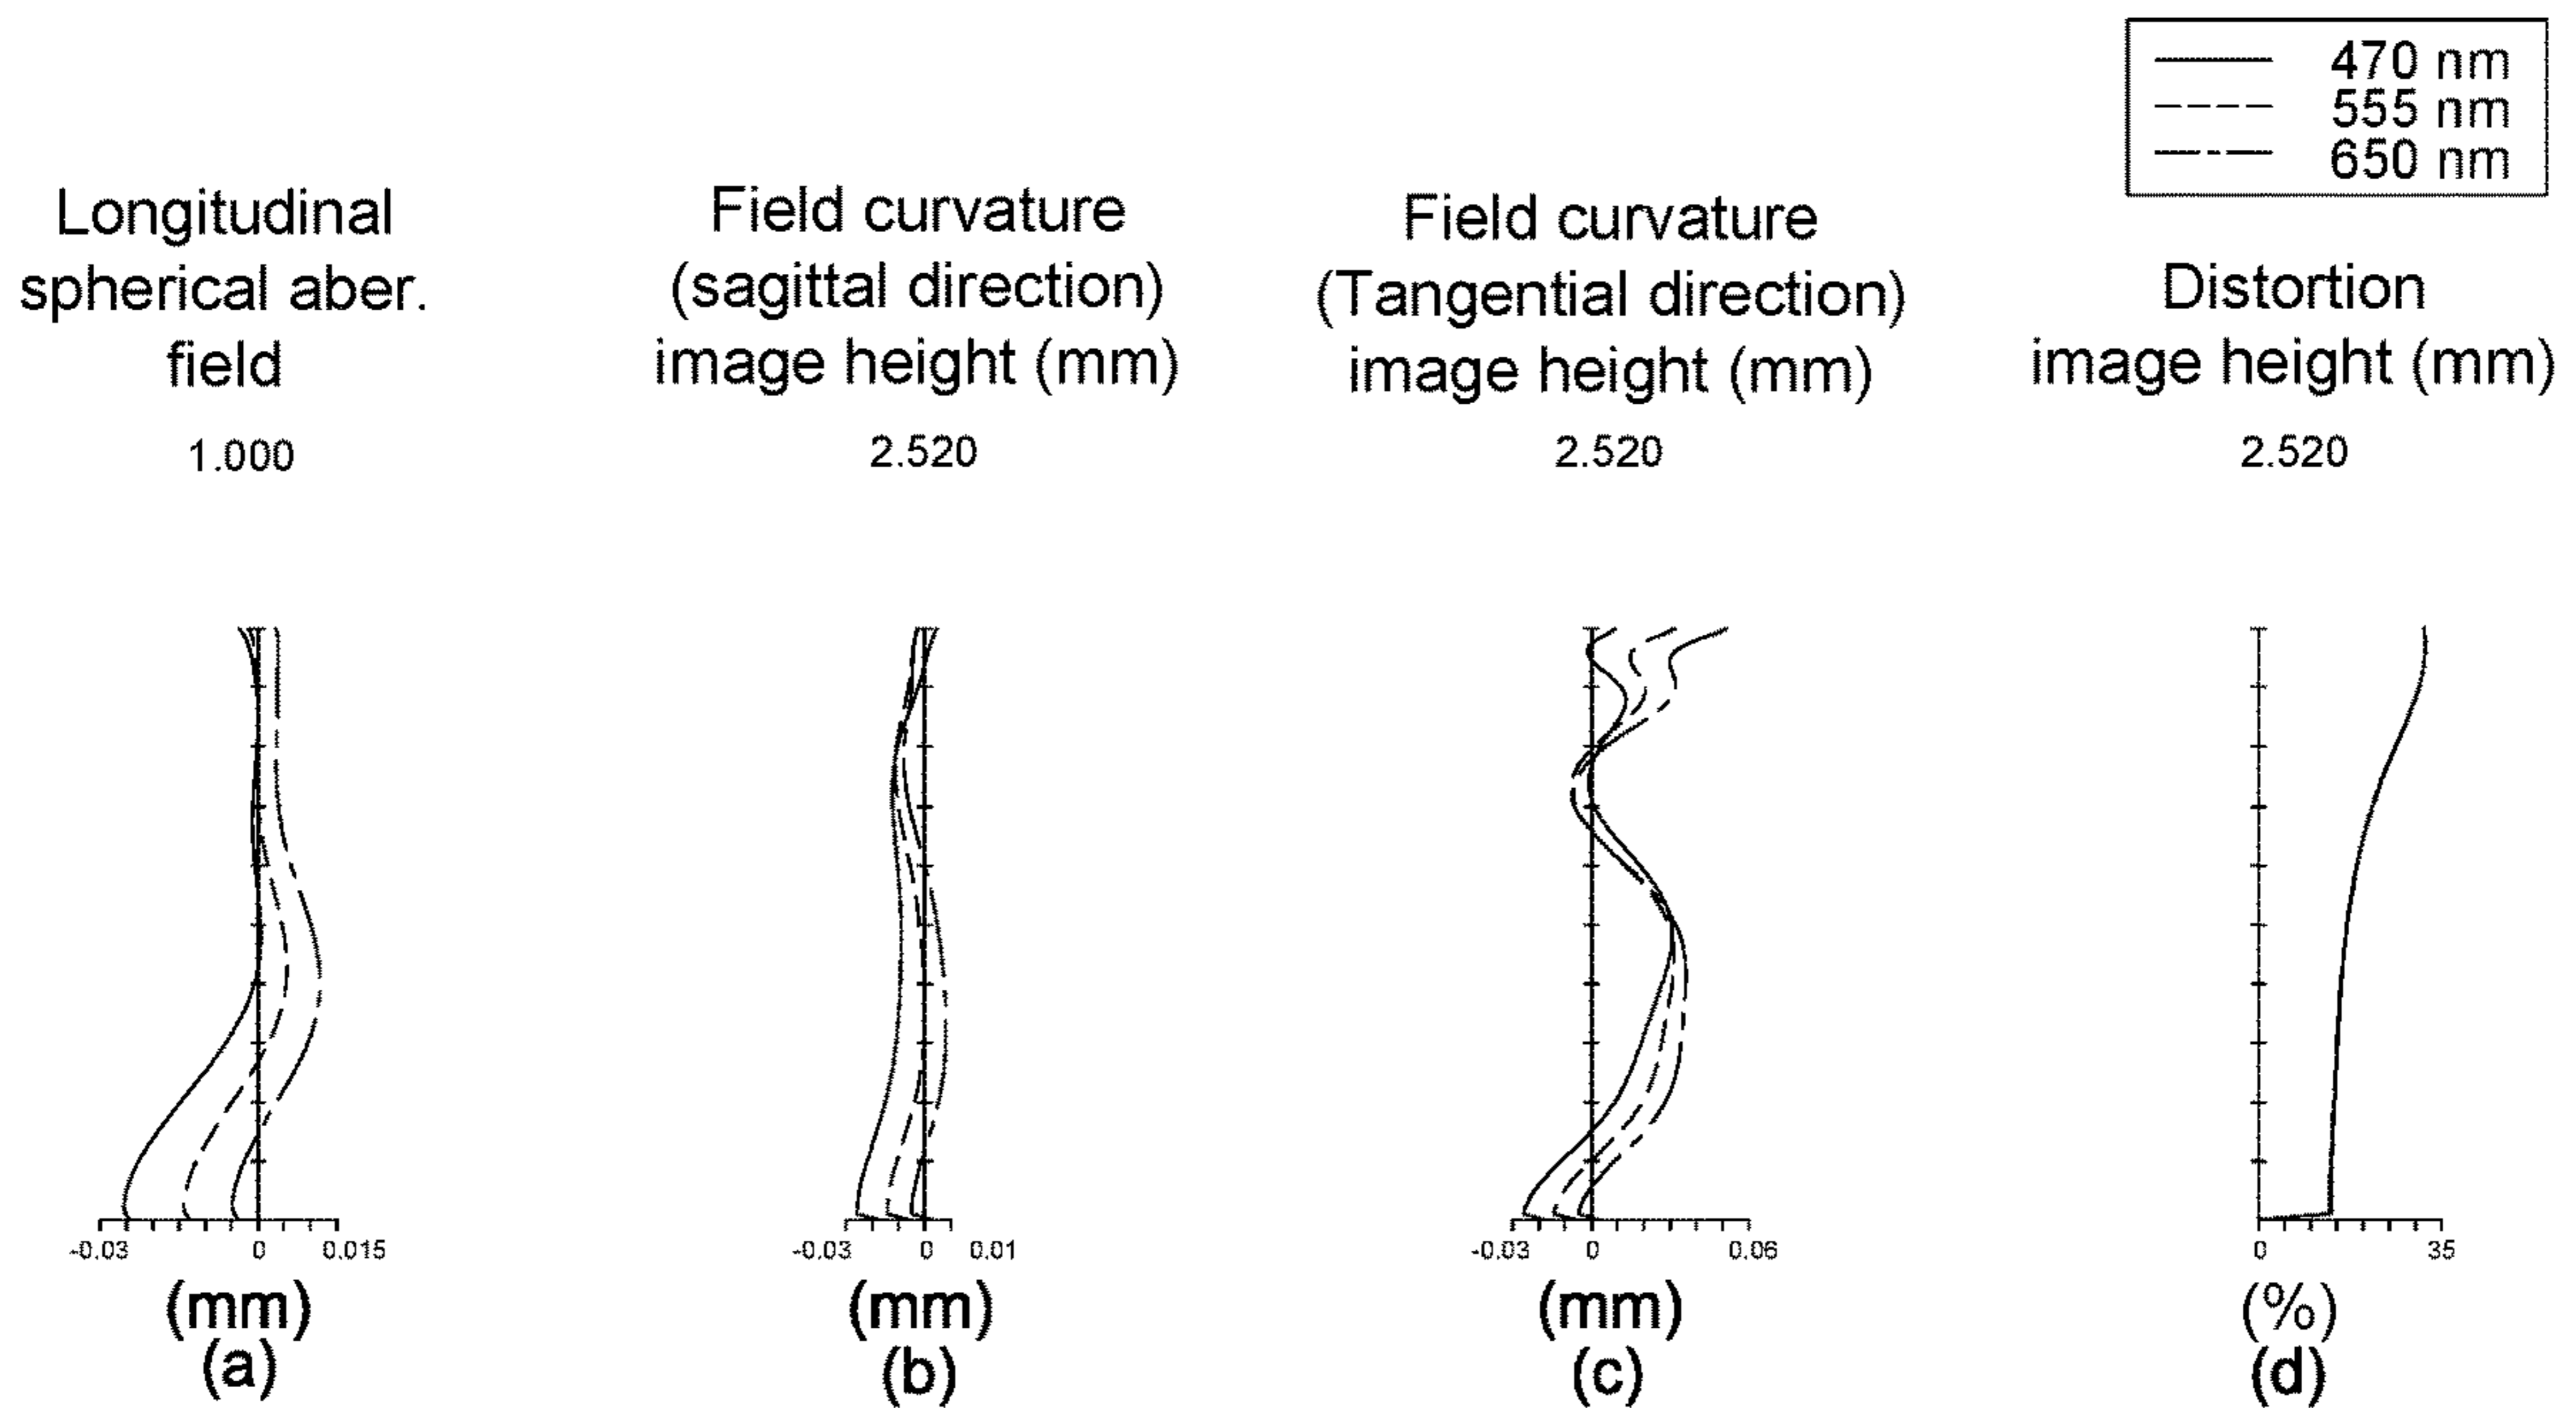 470 nm
555 nm
650 nm
Longitudinal
spherical aber.
field
1.000
Field curvature
(sagittal direction)
image height (mm)
2.520
Field curvature
(Tangential direction)
image height (mm)
2.520
Distortion
image height (mm)
2.520
-0.03 0 0.015
(mm)
(a)
-0.03 0 0.01
(mm)
(b)
-0.03 0 0.06
(mm)
(c)
0 35
(%)
(d)